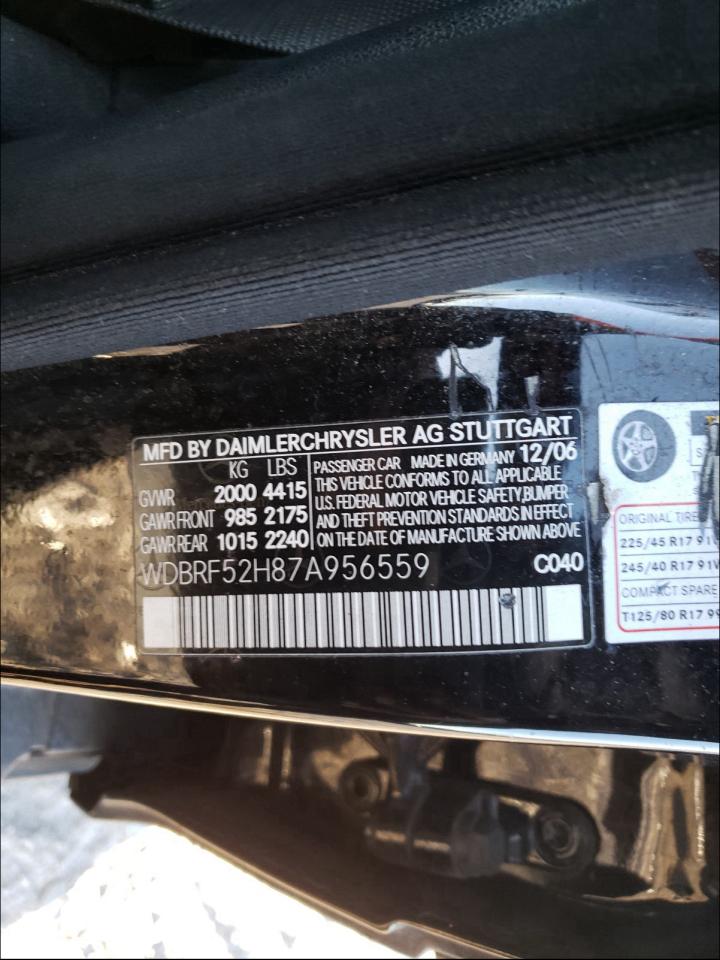 MFD BY DAIMLERCHRYSLER AG STUTTGART
KG LBS
GVWR 2000 4415
GAWR FRONT 985 2175
GAWR REAR 1015 2240
PASSENGER CAR MADE IN GERMANY 12/06
THIS VEHICLE CONFORMS TO ALL APPLICABLE
U.S. FEDERAL MOTOR VEHICLE SAFETY,BUMPER
AND THEFT PREVENTION STANDARDS IN EFFECT
ON THE DATE OF MANUFACTURE SHOWN ABOVE
WDBRF52H87A956559 C040
ORIGINAL TIRE
225/45 R17 91
245/40 R17 91W
COMPACT SPARE
T125/80 R17 99